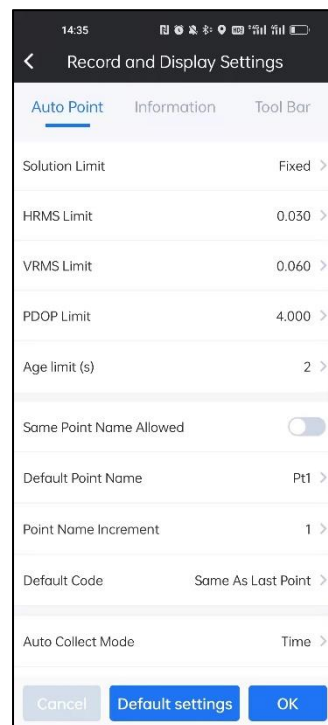 14:35
Record and Display Settings
Auto Point Information Tool Bar
Solution Limit Fixed
HRMS Limit 0.030
VRMS Limit 0.060
PDOP Limit 4.000
Age limit (s) 2
Same Point Name Allowed
Default Point Name Pt1
Point Name Increment 1
Default Code Same As Last Point
Auto Collect Mode Time
Cancel Default settings OK